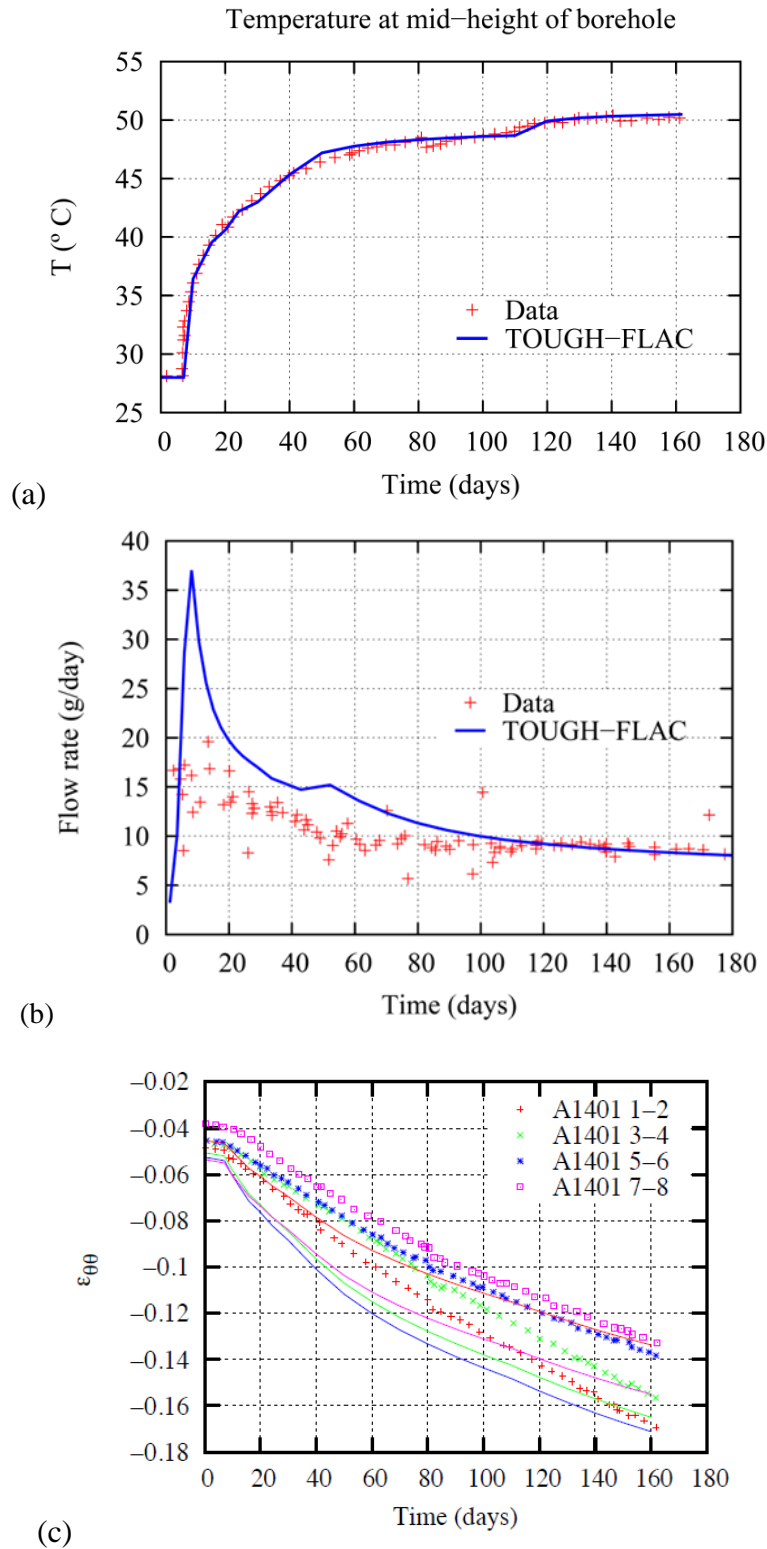 Temperature at mid−height of borehole
55
50
45
40
35
30
25
T (º C)
Data
TOUGH−FLAC
0 20 40 60 80 100 120 140 160 180
Time (days)
(a)
40
35
30
25
20
15
10
5
0
Flow rate (g/day)
Data
TOUGH−FLAC
0 20 40 60 80 100 120 140 160 180
Time (days)
(b)
−0.02
−0.04
−0.06
−0.08
−0.1
−0.12
−0.14
−0.16
−0.18
εθθ
A1401 1−2
A1401 3−4
A1401 5−6
A1401 7−8
0 20 40 60 80 100 120 140 160 180
Time (days)
(c)